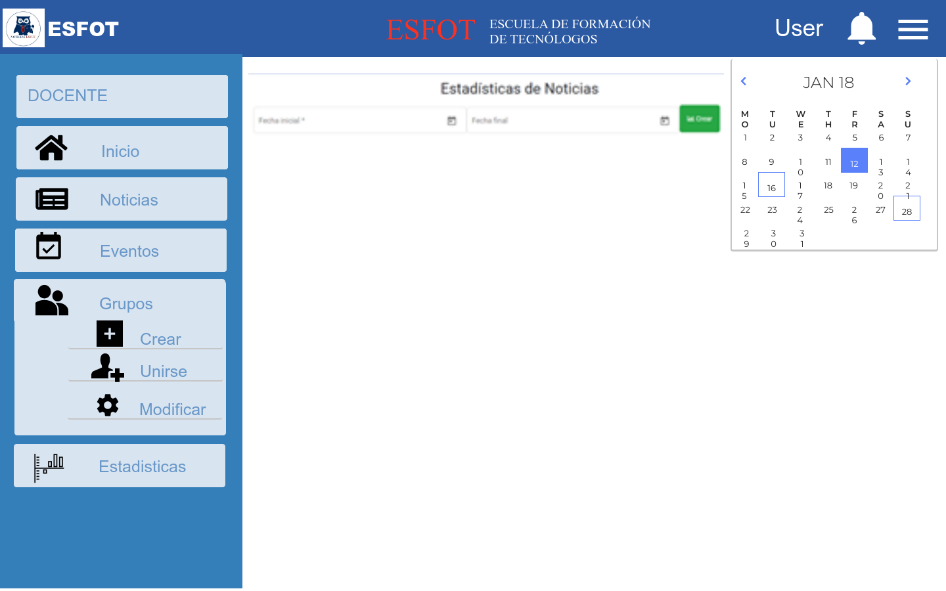 ESFOT
ESFOT
ESCUELA DE FORMACIÓN
DE TECNÓLOGOS
User
DOCENTE
Inicio
Noticias
Eventos
Grupos
Crear
Unirse
Modificar
Estadisticas
Estadísticas de Noticias
Fecha inicial *
Fecha final
Crear
JAN 18
MO TU WE TH FR SA SU
1 2 3 4 5 6 7
8 9 10 11 12 13 14
15 16 17 18 19 20 21
22 23 24 25 26 27 28
29 30 31